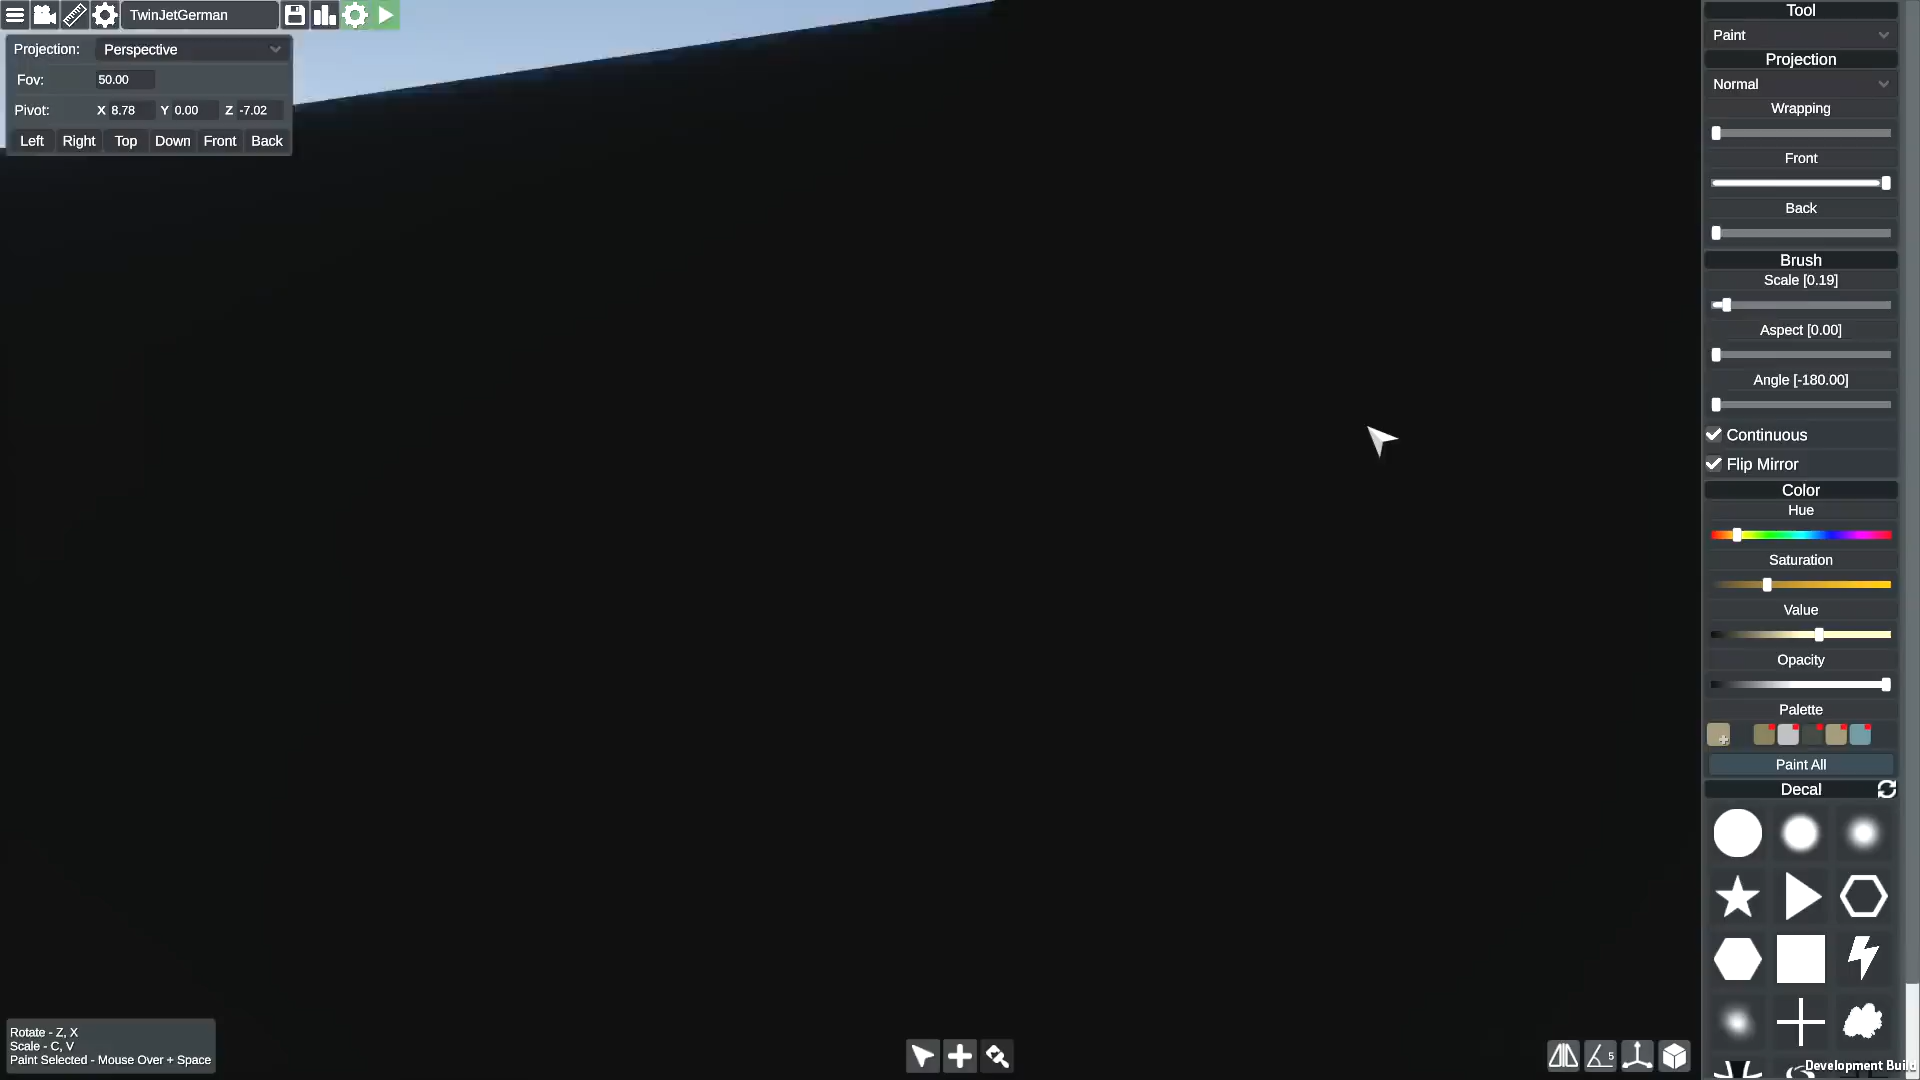 TwinJetGerman
Projection: Perspective
Fov: 50.00
Pivot: X 8.78 Y 0.00 Z -7.02
Left Right Top Down Front Back
Tool
Paint
Projection
Normal
Wrapping
Front
Back
Brush
Scale [0.19]
Aspect [0.00]
Angle [-180.00]
Continuous
Flip Mirror
Color
Hue
Saturation
Value
Opacity
Palette
Paint All
Decal
Rotate - Z, X
Scale - C, V
Paint Selected - Mouse Over + Space
5
Development Build